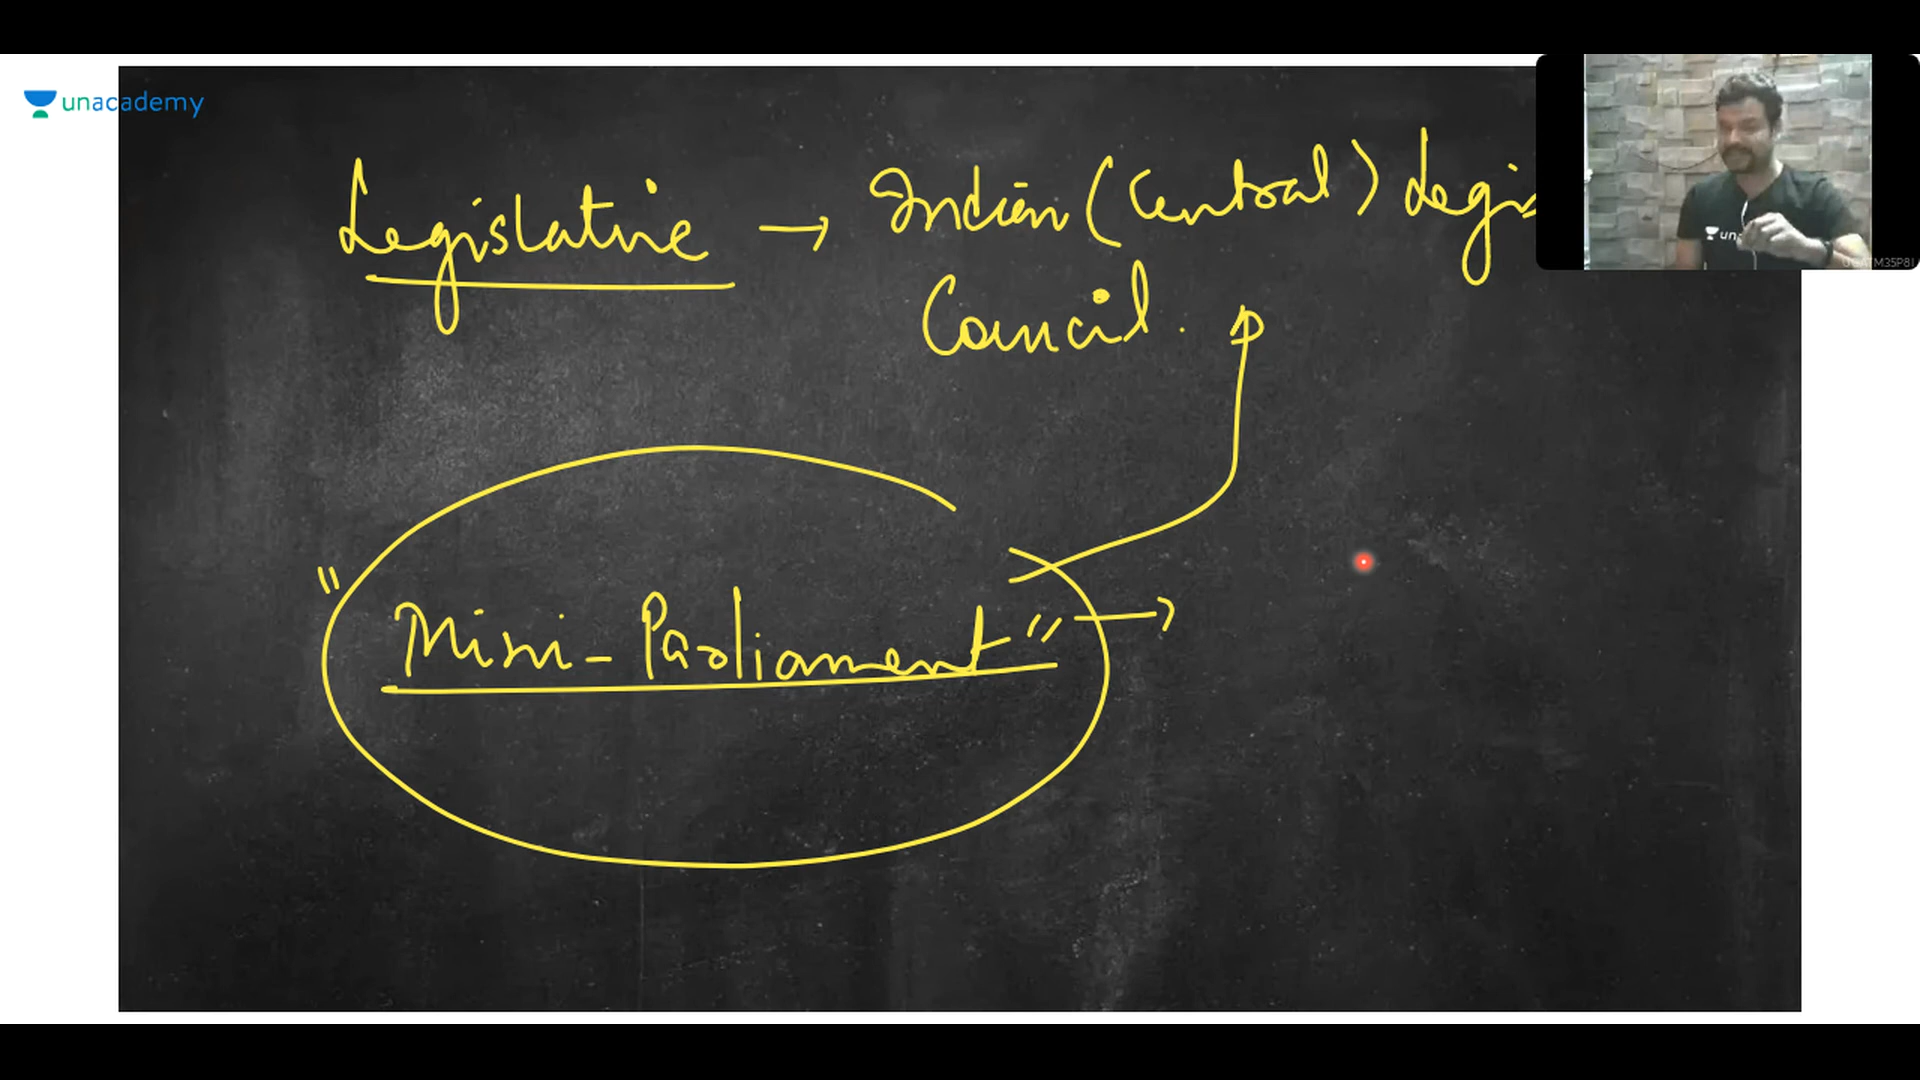 unacademy
Legislative → Indian (Central) Legis
Council.
"Mini-Parliament" →